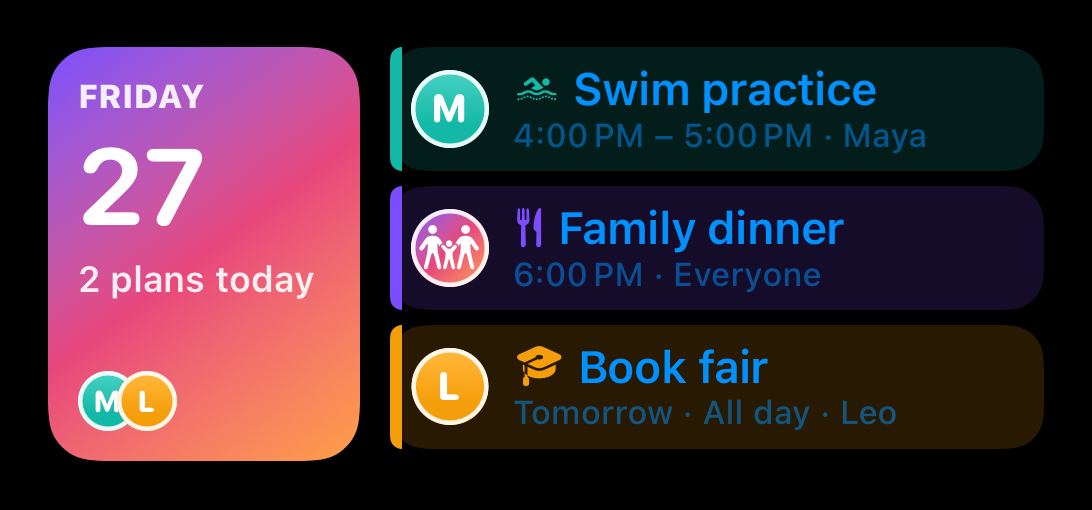 FRIDAY
27
2 plans today
M L
M
Swim practice
4:00 PM – 5:00 PM · Maya
Family dinner
6:00 PM · Everyone
L
Book fair
Tomorrow · All day · Leo